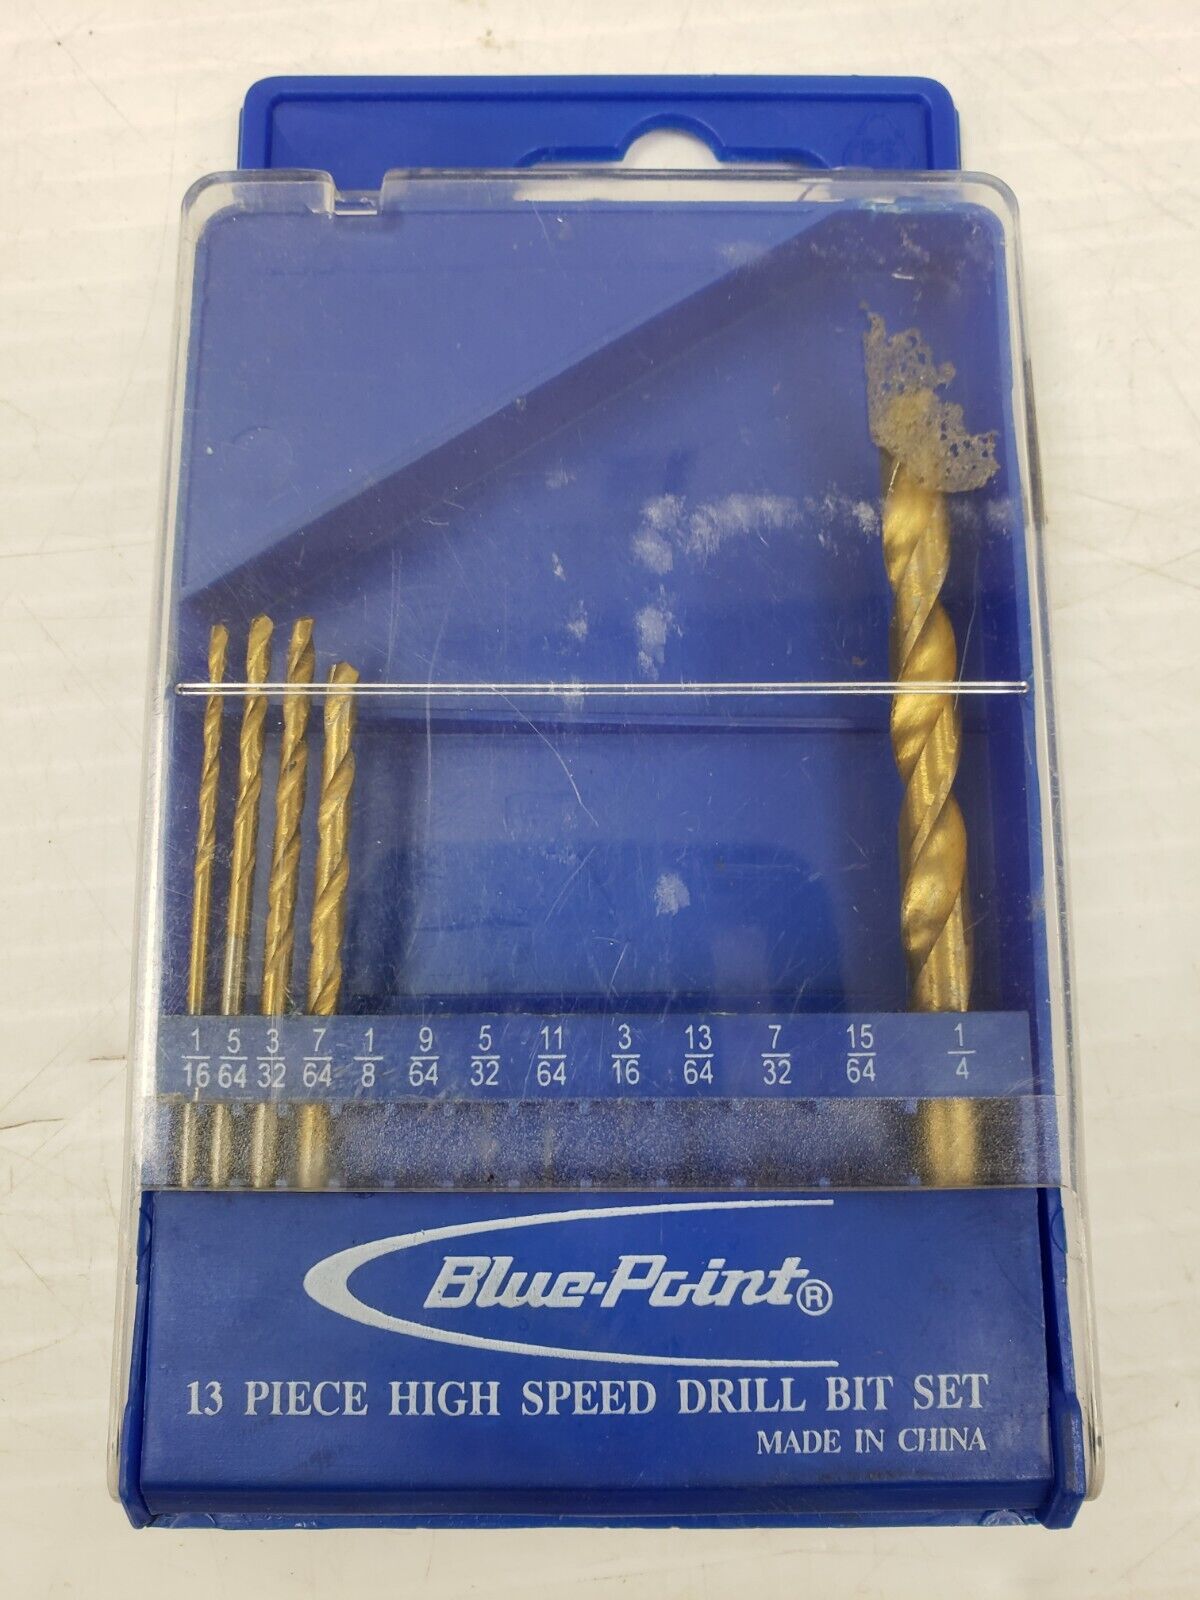 1/16 5/64 3/32 7/64 1/8 9/64 5/32 11/64 3/16 13/64 7/32 15/64 1/4
Blue-Point®
13 PIECE HIGH SPEED DRILL BIT SET
MADE IN CHINA